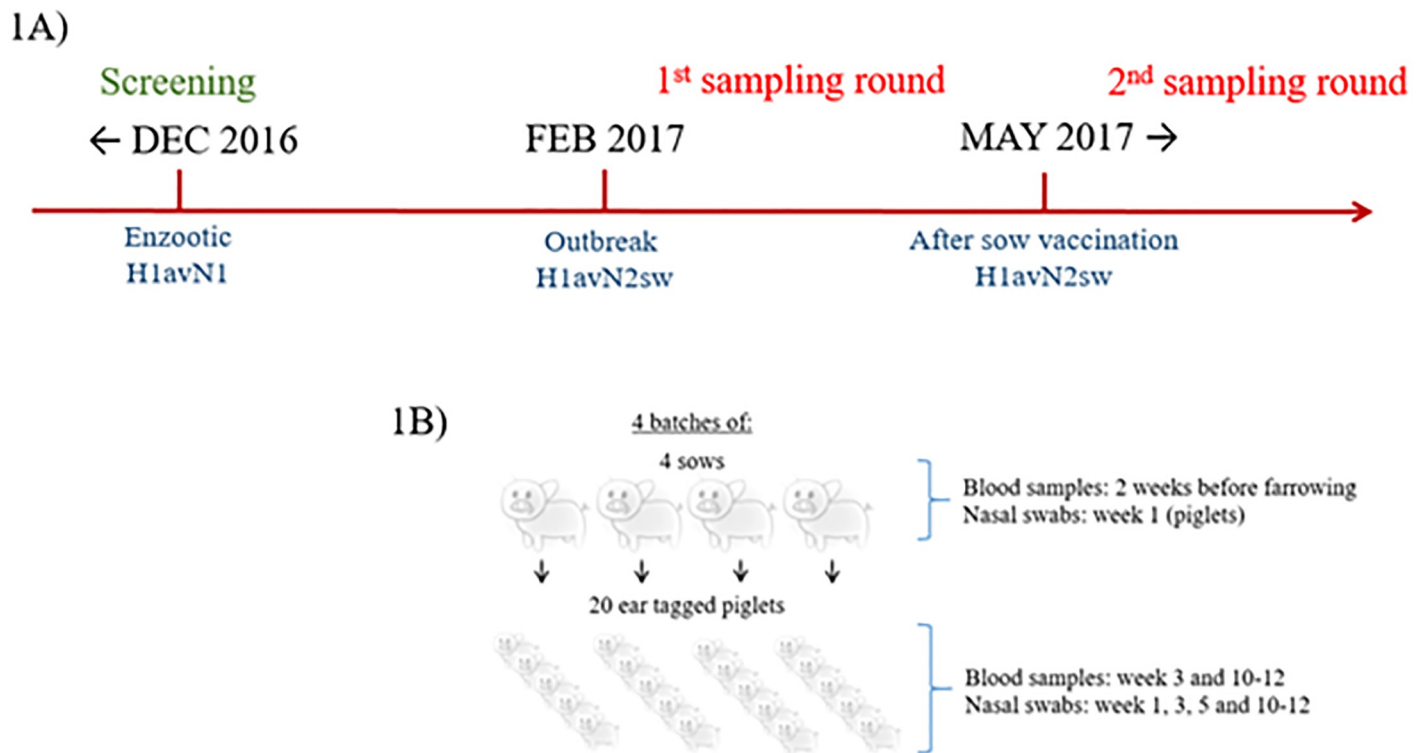 1A)
Screening
1st sampling round
2nd sampling round
← DEC 2016
FEB 2017
MAY 2017 →
Enzootic
H1avN1
Outbreak
H1avN2sw
After sow vaccination
H1avN2sw
1B)
4 batches of:
4 sows
Blood samples: 2 weeks before farrowing
Nasal swabs: week 1 (piglets)
20 ear tagged piglets
Blood samples: week 3 and 10-12
Nasal swabs: week 1, 3, 5 and 10-12